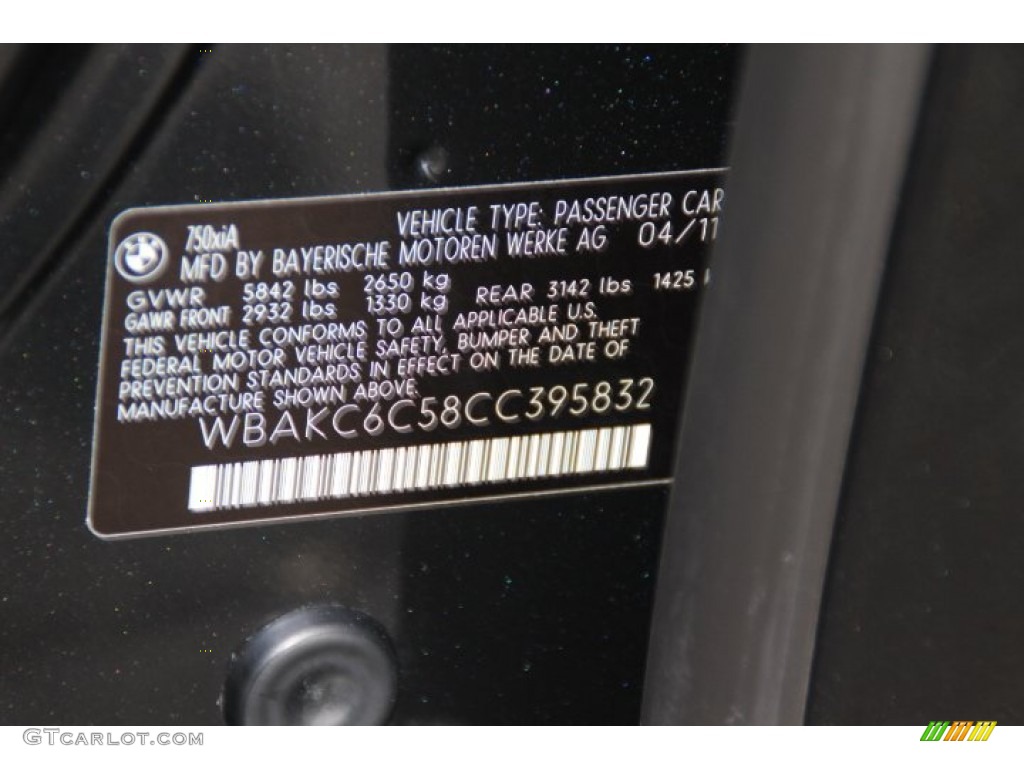 VEHICLE TYPE: PASSENGER CAR
750xiA
MFD BY BAYERISCHE MOTOREN WERKE AG 04/11
GVWR 5842 lbs 2650 kg
GAWR FRONT 2932 lbs 1330 kg REAR 3142 lbs 1425
THIS VEHICLE CONFORMS TO ALL APPLICABLE U.S.
FEDERAL MOTOR VEHICLE SAFETY, BUMPER AND THEFT
PREVENTION STANDARDS IN EFFECT ON THE DATE OF
MANUFACTURE SHOWN ABOVE.
WBAKC6C58CC395832
GTCARLOT.COM